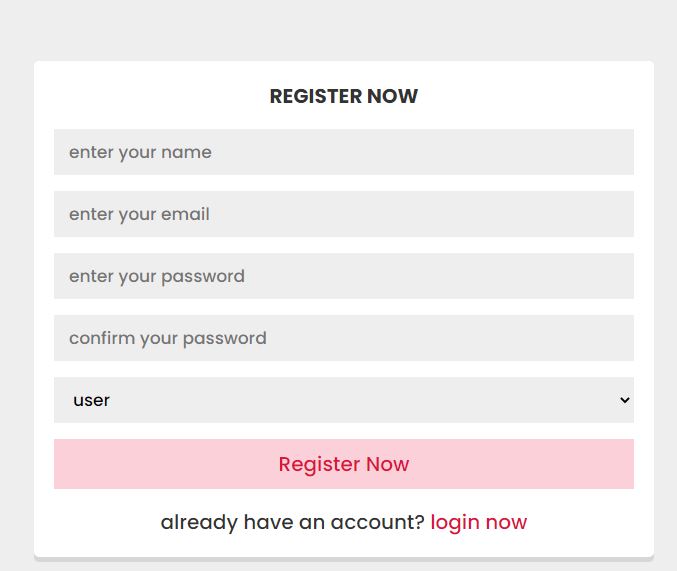 REGISTER NOW
enter your name
enter your email
enter your password
confirm your password
user
Register Now
already have an account? login now